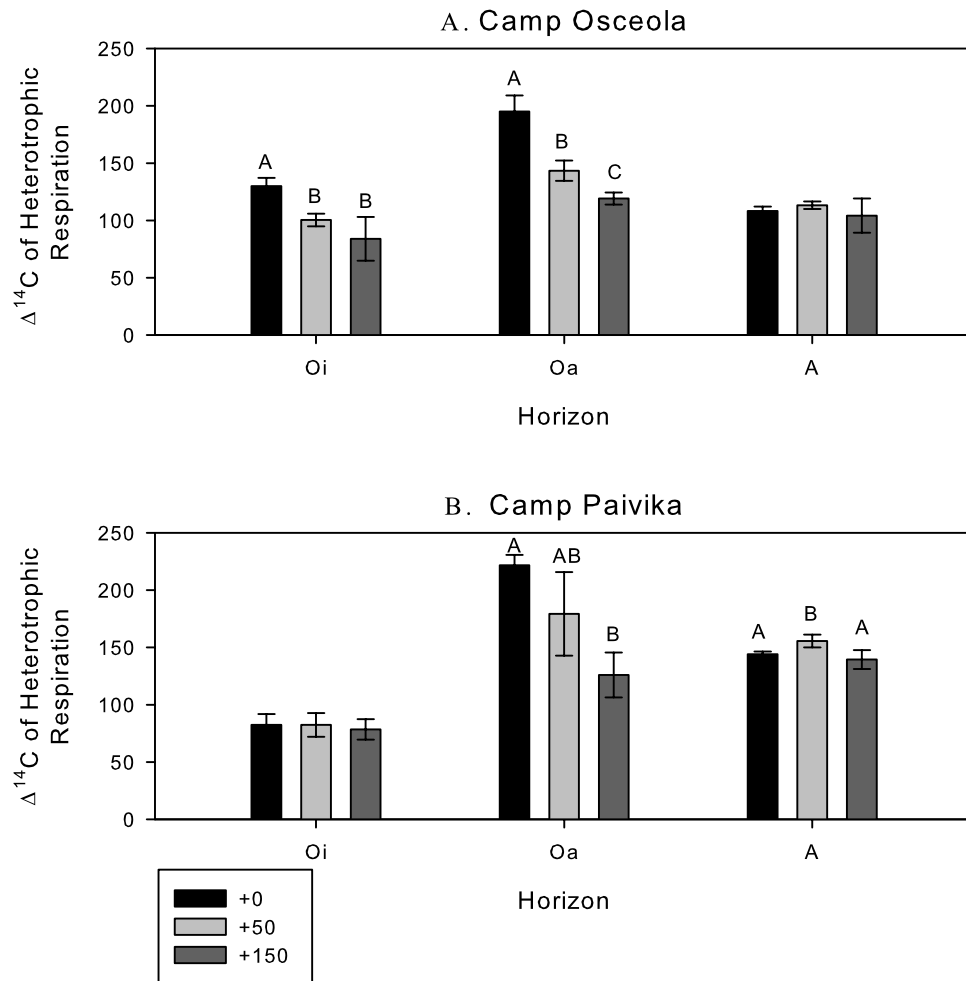 A. Camp Osceola
250
200
150
100
50
0
Δ¹⁴C of Heterotrophic
Respiration
A
B
B
A
B
C
Oi
Oa
A
Horizon
B. Camp Paivika
250
200
150
100
50
0
Δ¹⁴C of Heterotrophic
Respiration
A
AB
B
A
B
A
Oi
Oa
A
Horizon
+0
+50
+150